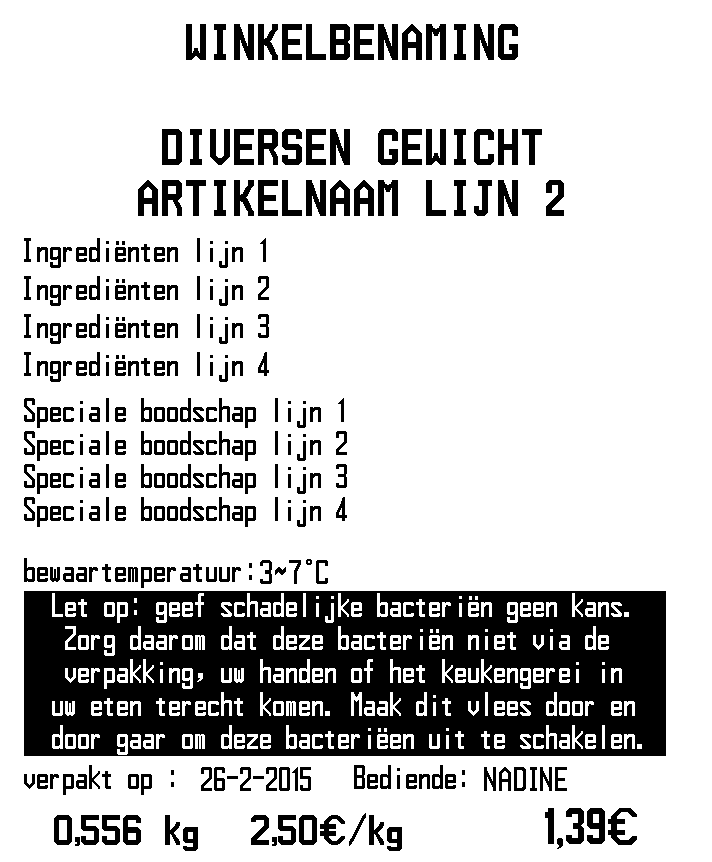 WINKELBENAMING
DIVERSEN GEWICHT
ARTIKELNAAM LIJN 2
Ingrediënten lijn 1
Ingrediënten lijn 2
Ingrediënten lijn 3
Ingrediënten lijn 4
Speciale boodschap lijn 1
Speciale boodschap lijn 2
Speciale boodschap lijn 3
Speciale boodschap lijn 4
bewaartemperatuur:3~7°C
Let op: geef schadelijke bacteriën geen kans.
Zorg daarom dat deze bacteriën niet via de
verpakking, uw handen of het keukengerei in
uw eten terecht komen. Maak dit vlees door en
door gaar om deze bacteriëen uit te schakelen.
verpakt op : 26-2-2015 Bediende: NADINE
0,556 kg 2,50€/kg 1,39€